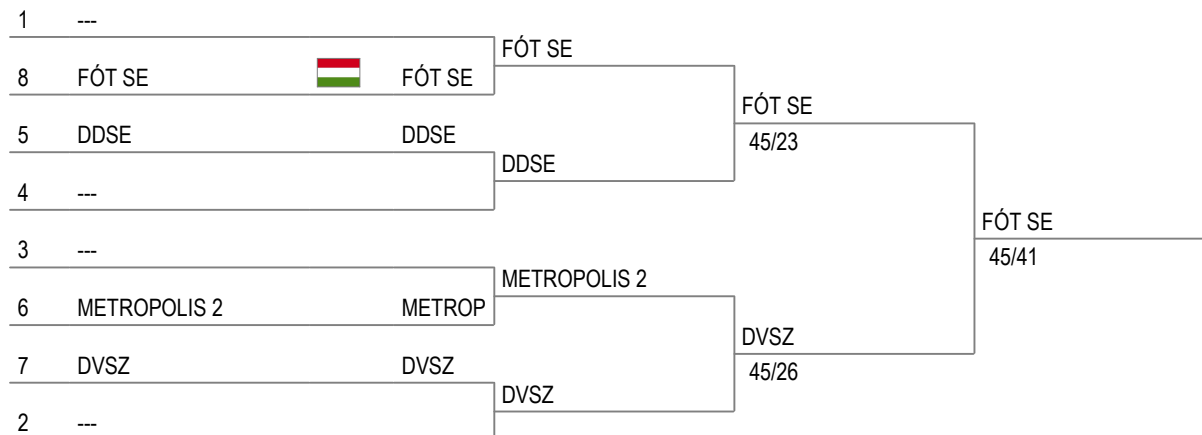 1 ---
FÓT SE
8 FÓT SE FÓT SE
FÓT SE
5 DDSE DDSE
45/23
DDSE
4 ---
FÓT SE
3 ---
45/41
METROPOLIS 2
6 METROPOLIS 2 METROP
DVSZ
7 DVSZ DVSZ
45/26
DVSZ
2 ---